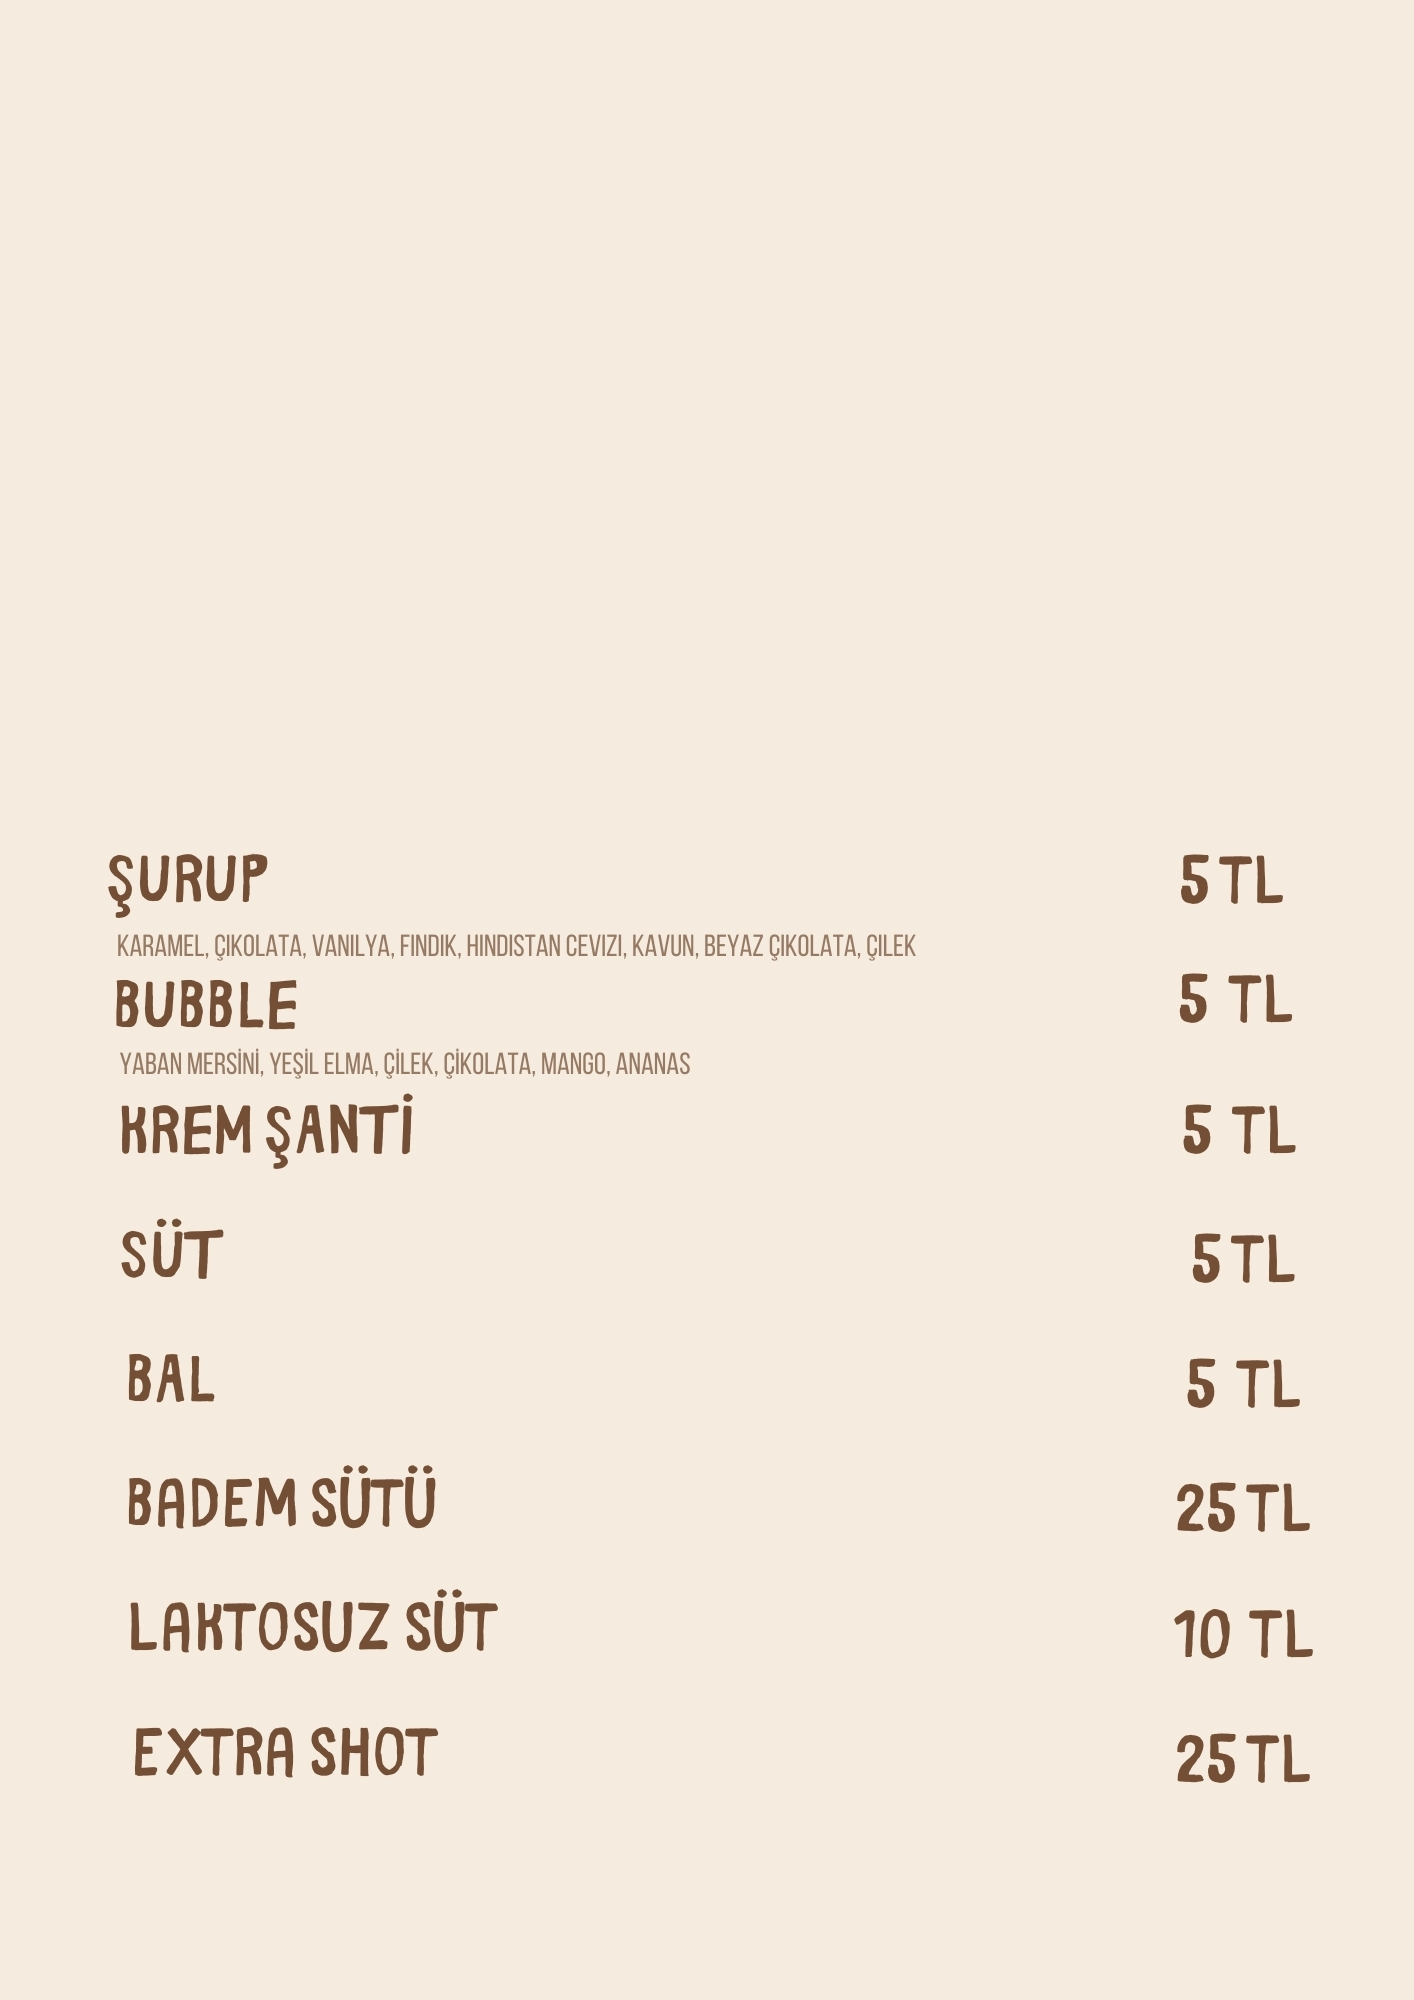 ŞURUP 5 TL
KARAMEL, ÇIKOLATA, VANILYA, FINDIK, HINDISTAN CEVIZI, KAVUN, BEYAZ ÇIKOLATA, ÇILEK
BUBBLE 5 TL
YABAN MERSİNİ, YEŞİL ELMA, ÇİLEK, ÇİKOLATA, MANGO, ANANAS
KREM ŞANTİ 5 TL
SÜT 5 TL
BAL 5 TL
BADEM SÜTÜ 25 TL
LAKTOSUZ SÜT 10 TL
EXTRA SHOT 25 TL